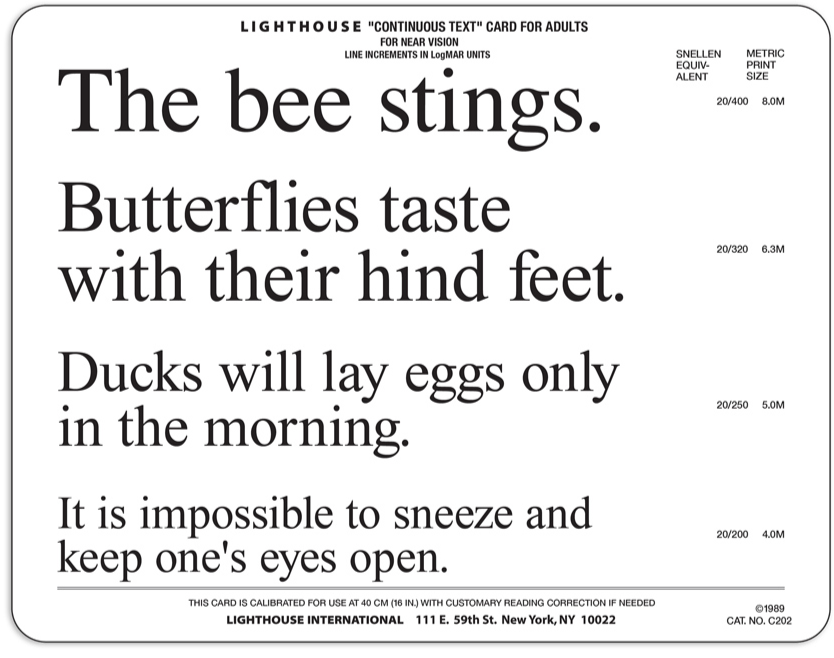 LIGHTHOUSE "CONTINUOUS TEXT" CARD FOR ADULTS
FOR NEAR VISION
LINE INCREMENTS IN LogMAR UNITS
SNELLEN EQUIV-ALENT
METRIC PRINT SIZE
The bee stings.
20/400 8.0M
Butterflies taste
with their hind feet.
20/320 6.3M
Ducks will lay eggs only
in the morning.
20/250 5.0M
It is impossible to sneeze and
keep one's eyes open.
20/200 4.0M
THIS CARD IS CALIBRATED FOR USE AT 40 CM (16 IN.) WITH CUSTOMARY READING CORRECTION IF NEEDED
LIGHTHOUSE INTERNATIONAL 111 E. 59th St. New York, NY 10022
©1989
CAT. NO. C202